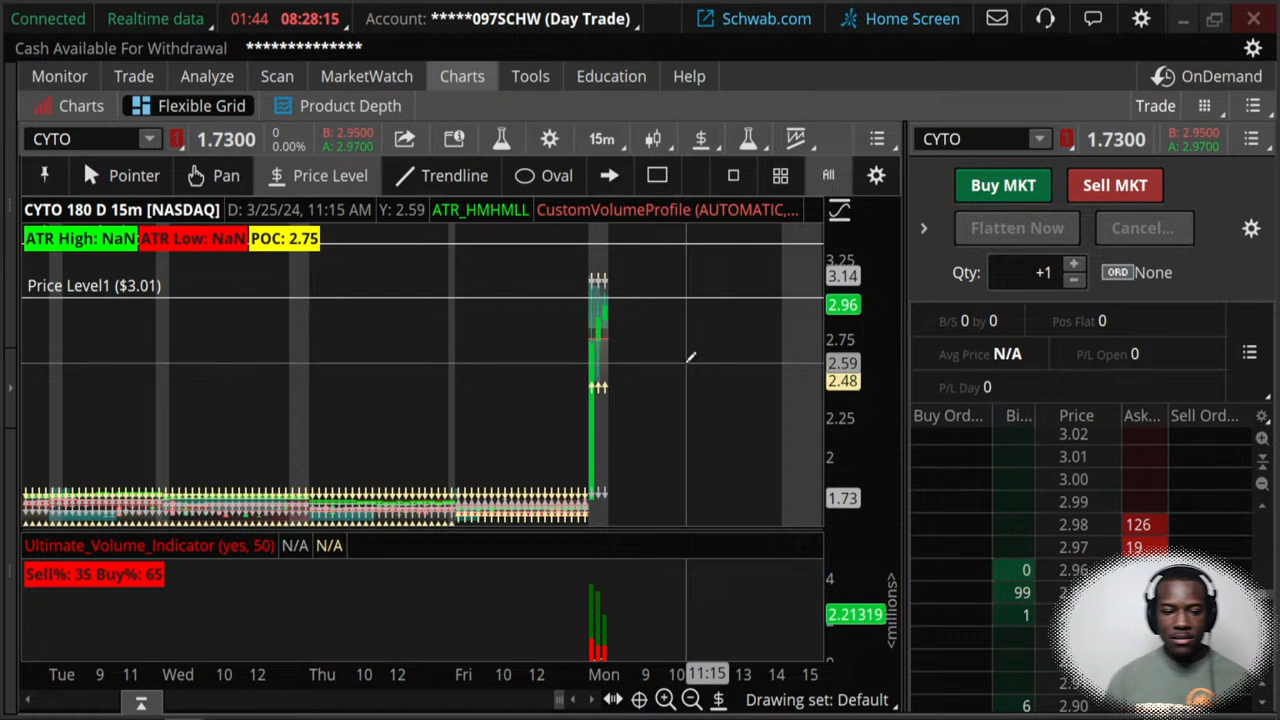 Connected Realtime data 01:44 08:28:15 Account: *****097SCHW (Day Trade) Schwab.com Home Screen
Cash Available For Withdrawal **************
Monitor Trade Analyze Scan MarketWatch Charts Tools Education Help OnDemand
Charts Flexible Grid Product Depth Trade
CYTO 1 1.7300 0 0.00% B: 2.9500 A: 2.9700 15m
CYTO 1 1.7300 B: 2.9500 A: 2.9700
Pointer Pan $ Price Level Trendline Oval All
Buy MKT Sell MKT
CYTO 180 D 15m [NASDAQ] D: 3/25/24, 11:15 AM Y: 2.59 ATR_HMHMLL CustomVolumeProfile (AUTOMATIC,...
Flatten Now Cancel...
ATR High: NaN ATR Low: NaN POC: 2.75
Qty: +1 ORD None
Price Level1 ($3.01)
3.25
3.14
2.96
2.75
2.59
2.48
2.25
2
1.73
B/S 0 by 0 Pos Flat 0
Avg Price N/A P/L Open 0
P/L Day 0
Buy Ord... Bi... Price Ask... Sell Ord...
3.02
3.01
3.00
2.99
2.98 126
2.97 19
0 2.96
99
1
6 2.90
Ultimate_Volume_Indicator (yes, 50) N/A N/A
Sell%: 35 Buy%: 65
4
2.21319
<millions>
Tue 9 11 Wed 10 12 Thu 10 12 Fri 10 12 Mon 8 9 10 11:15 13 14 15
Drawing set: Default